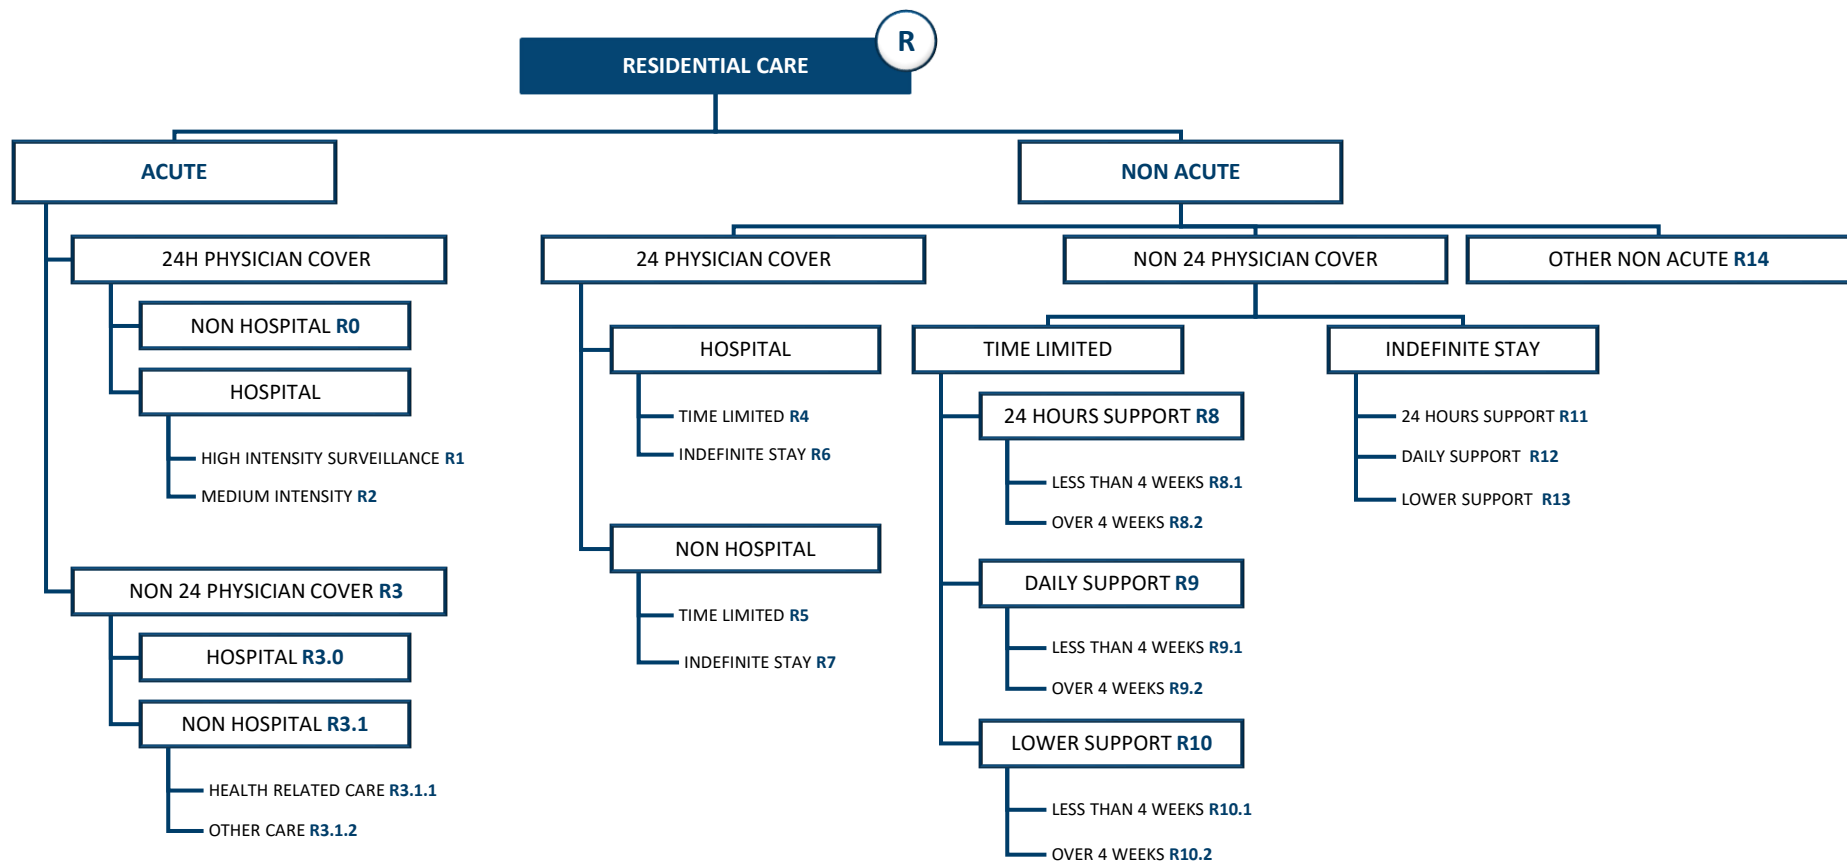 R
RESIDENTIAL CARE
ACUTE
24H PHYSICIAN COVER
NON HOSPITAL R0
HOSPITAL
HIGH INTENSITY SURVEILLANCE R1
MEDIUM INTENSITY R2
NON 24 PHYSICIAN COVER R3
HOSPITAL R3.0
NON HOSPITAL R3.1
HEALTH RELATED CARE R3.1.1
OTHER CARE R3.1.2
NON ACUTE
24 PHYSICIAN COVER
HOSPITAL
TIME LIMITED R4
INDEFINITE STAY R6
NON HOSPITAL
TIME LIMITED R5
INDEFINITE STAY R7
NON 24 PHYSICIAN COVER
TIME LIMITED
24 HOURS SUPPORT R8
LESS THAN 4 WEEKS R8.1
OVER 4 WEEKS R8.2
DAILY SUPPORT R9
LESS THAN 4 WEEKS R9.1
OVER 4 WEEKS R9.2
LOWER SUPPORT R10
LESS THAN 4 WEEKS R10.1
OVER 4 WEEKS R10.2
INDEFINITE STAY
24 HOURS SUPPORT R11
DAILY SUPPORT R12
LOWER SUPPORT R13
OTHER NON ACUTE R14